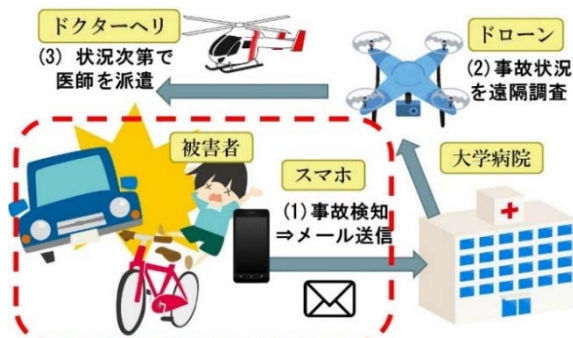 ドクターヘリ
(3) 状況次第で
医師を派遣
ドローン
(2) 事故状況
を遠隔調査
被害者
スマホ
(1) 事故検知
⇒メール送信
大学病院